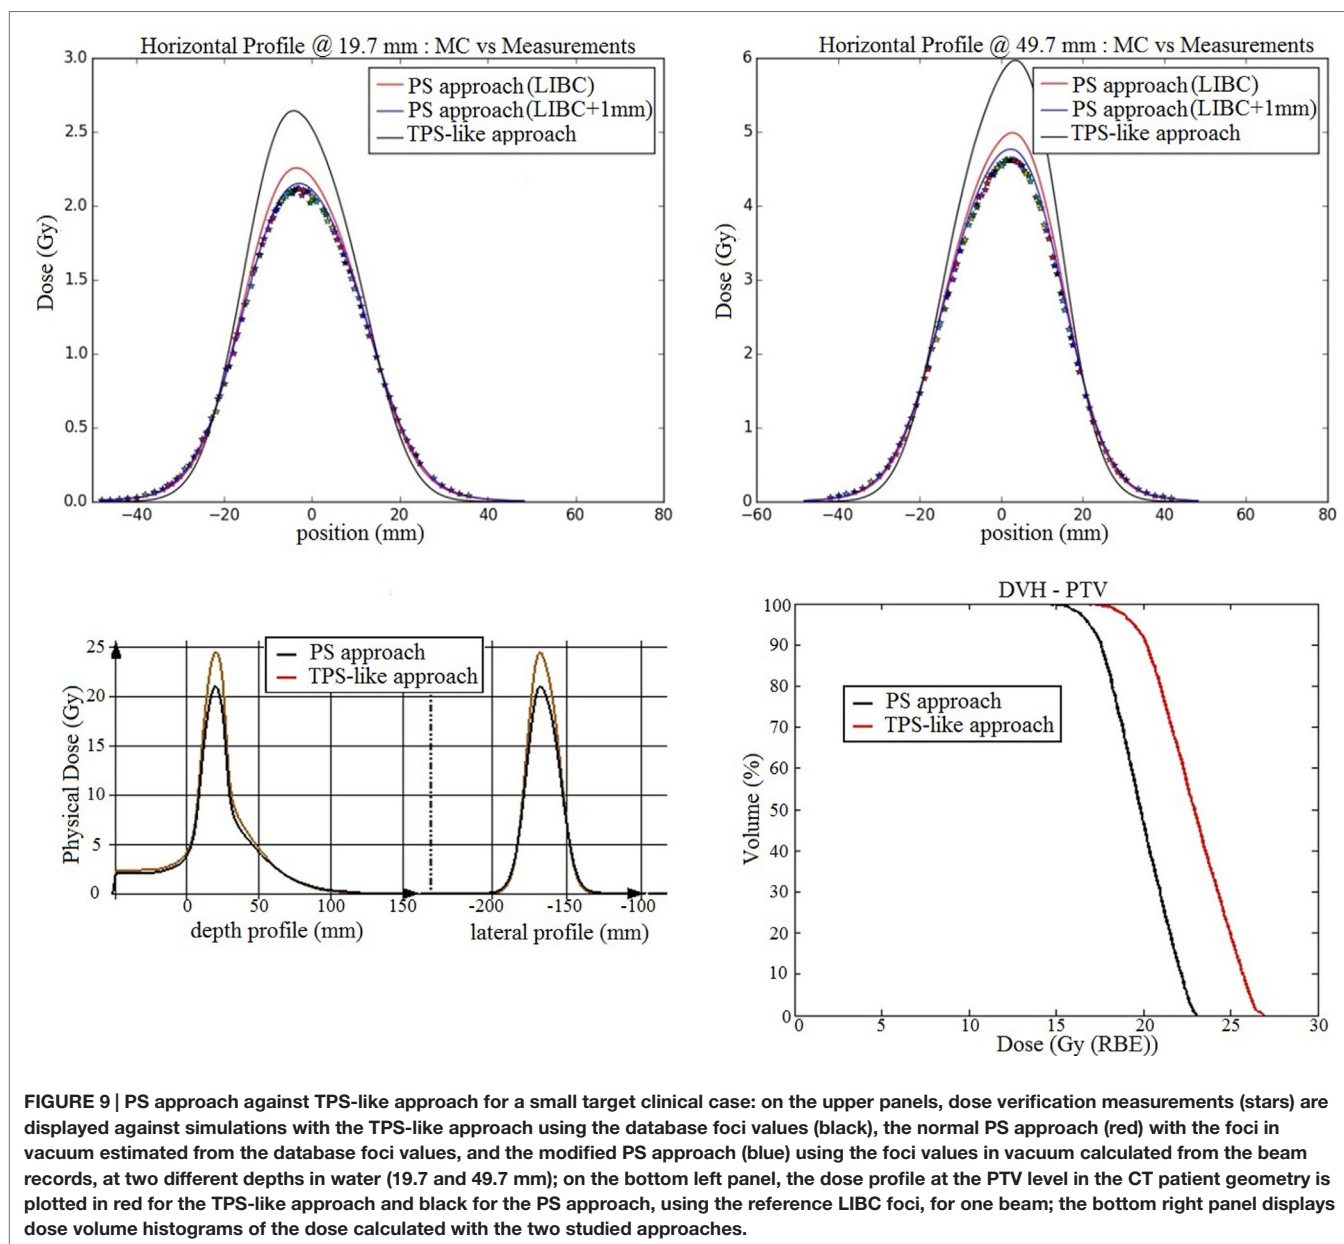 Horizontal Profile @ 19.7 mm : MC vs Measurements
3.0
2.5
2.0
1.5
1.0
0.5
0.0
Dose (Gy)
PS approach (LIBC)
PS approach (LIBC+1mm)
TPS-like approach
−40 −20 0 20 40 60 80
position (mm)
Horizontal Profile @ 49.7 mm : MC vs Measurements
6
5
4
3
2
1
0
Dose (Gy)
PS approach (LIBC)
PS approach (LIBC+1mm)
TPS-like approach
−60 −40 −20 0 20 40 60 80
position (mm)
25
20
15
10
5
0
Physical Dose (Gy)
PS approach
TPS-like approach
0 50 100 150 -200 -150 -100
depth profile (mm) lateral profile (mm)
DVH - PTV
100
90
80
70
60
50
40
30
20
10
0
Volume (%)
PS approach
TPS-like approach
0 5 10 15 20 25 30
Dose (Gy (RBE))
FIGURE 9 | PS approach against TPS-like approach for a small target clinical case: on the upper panels, dose verification measurements (stars) are
displayed against simulations with the TPS-like approach using the database foci values (black), the normal PS approach (red) with the foci in
vacuum estimated from the database foci values, and the modified PS approach (blue) using the foci values in vacuum calculated from the beam
records, at two different depths in water (19.7 and 49.7 mm); on the bottom left panel, the dose profile at the PTV level in the CT patient geometry is
plotted in red for the TPS-like approach and black for the PS approach, using the reference LIBC foci, for one beam; the bottom right panel displays
dose volume histograms of the dose calculated with the two studied approaches.